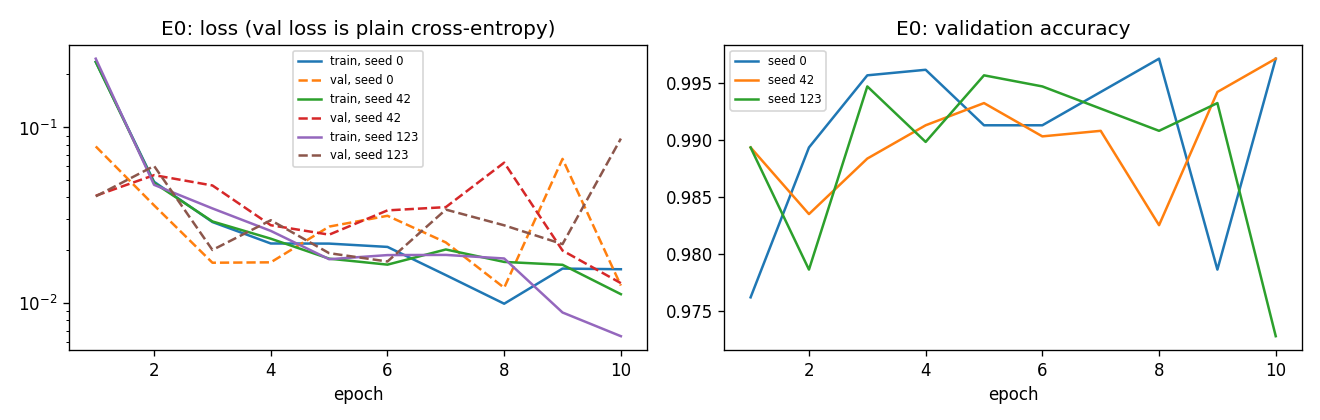 E0: loss (val loss is plain cross-entropy)
train, seed 0
val, seed 0
train, seed 42
val, seed 42
train, seed 123
val, seed 123
10⁻¹
10⁻²
2 4 6 8 10
epoch
E0: validation accuracy
seed 0
seed 42
seed 123
0.995
0.990
0.985
0.980
0.975
2 4 6 8 10
epoch